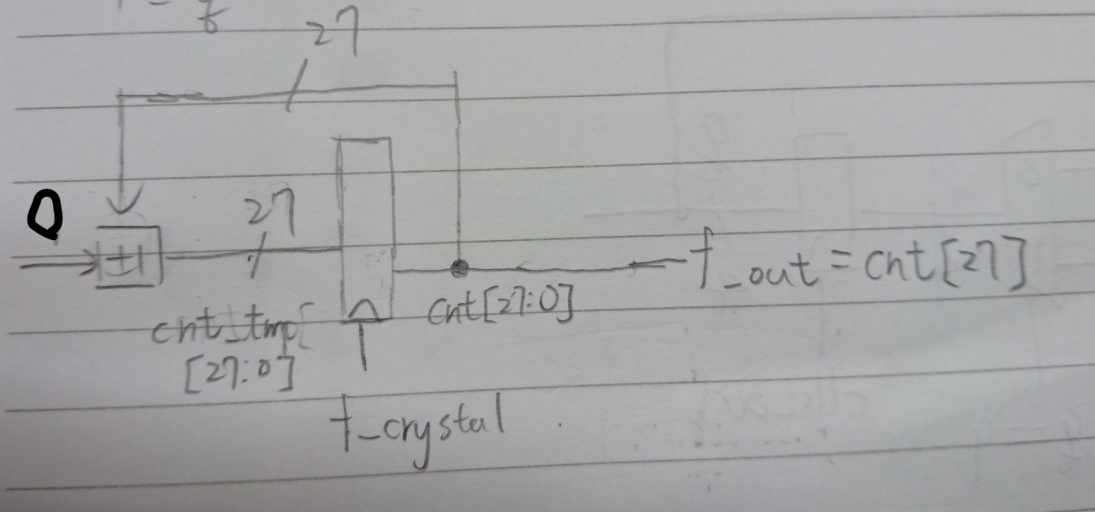 27
0
27
±1
f_out = cnt[27]
cnt[27:0]
cnt_tmp[
[27:0]
f_crystal